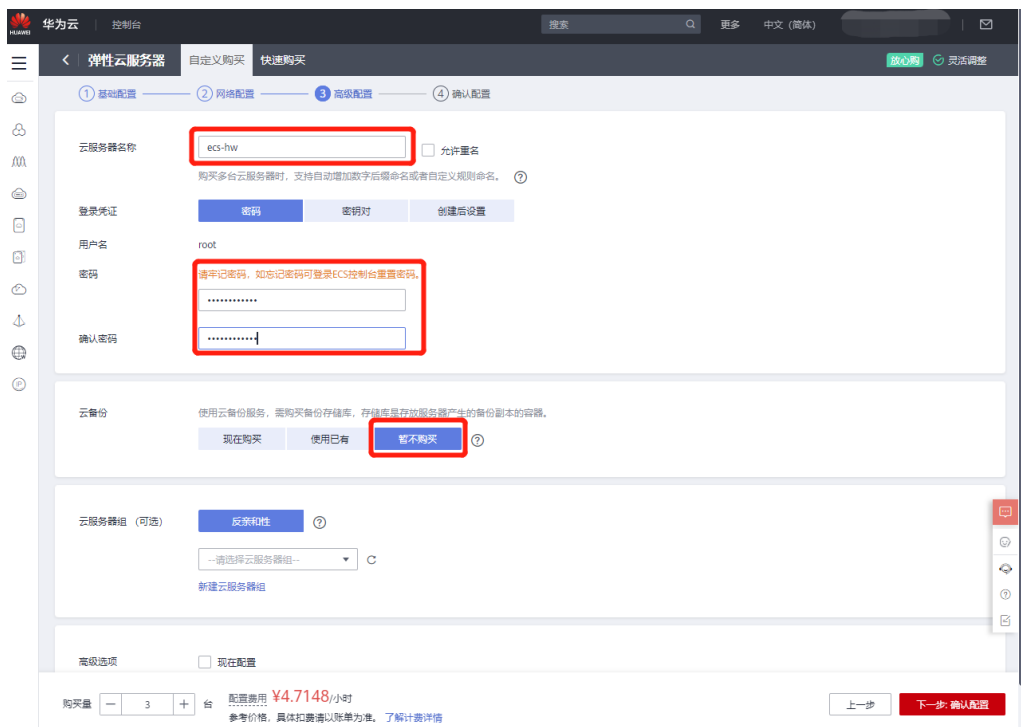 HUAWEI 华为云 控制台 搜索 更多 中文 (简体)
弹性云服务器 自定义购买 快速购买 放心购 灵活调整
1 基础配置 2 网络配置 3 高级配置 4 确认配置
云服务器名称 ecs-hw 允许重名
购买多台云服务器时，支持自动增加数字后缀命名或者自定义规则命名。 ?
登录凭证 密码 密钥对 创建后设置
用户名 root
密码 请牢记密码，如忘记密码可登录ECS控制台重置密码。
••••••••••••
确认密码 ••••••••••••
云备份 使用云备份服务，需购买备份存储库，存储库是存放服务器产生的备份副本的容器。
现在购买 使用已有 暂不购买 ?
云服务器组 (可选) 反亲和性 ?
--请选择云服务器组--
新建云服务器组
高级选项 现在配置
购买量 — 3 + 台 配置费用 ¥4.7148/小时 上一步 下一步: 确认配置
参考价格，具体扣费请以账单为准。 了解计费详情